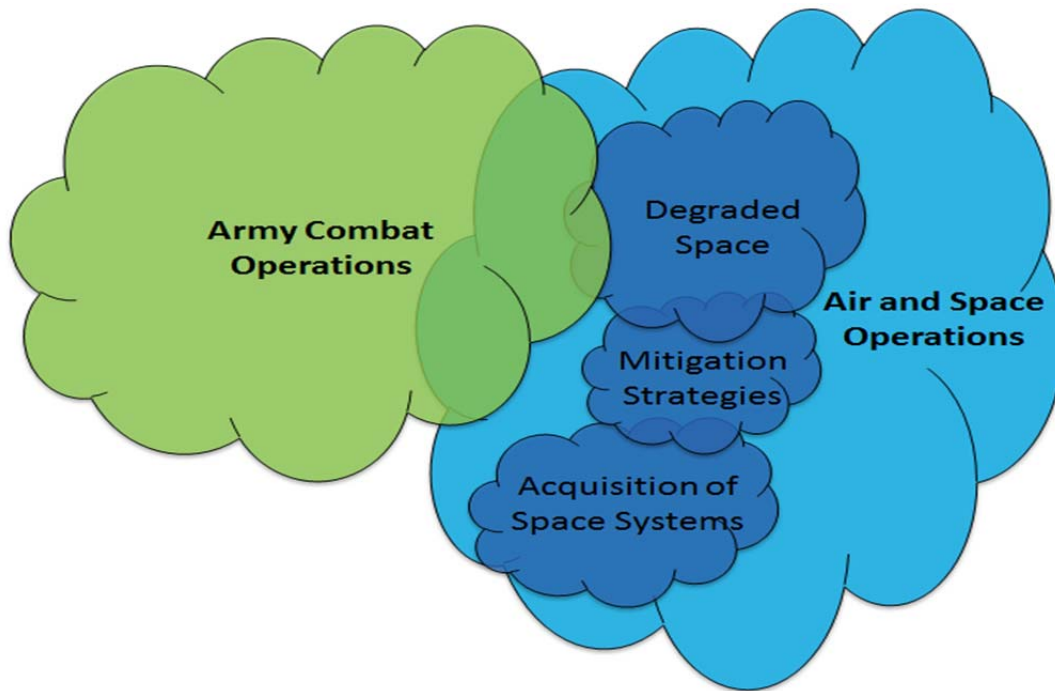 Army Combat
Operations
Degraded
Space
Air and Space
Operations
Mitigation
Strategies
Acquisition of
Space Systems